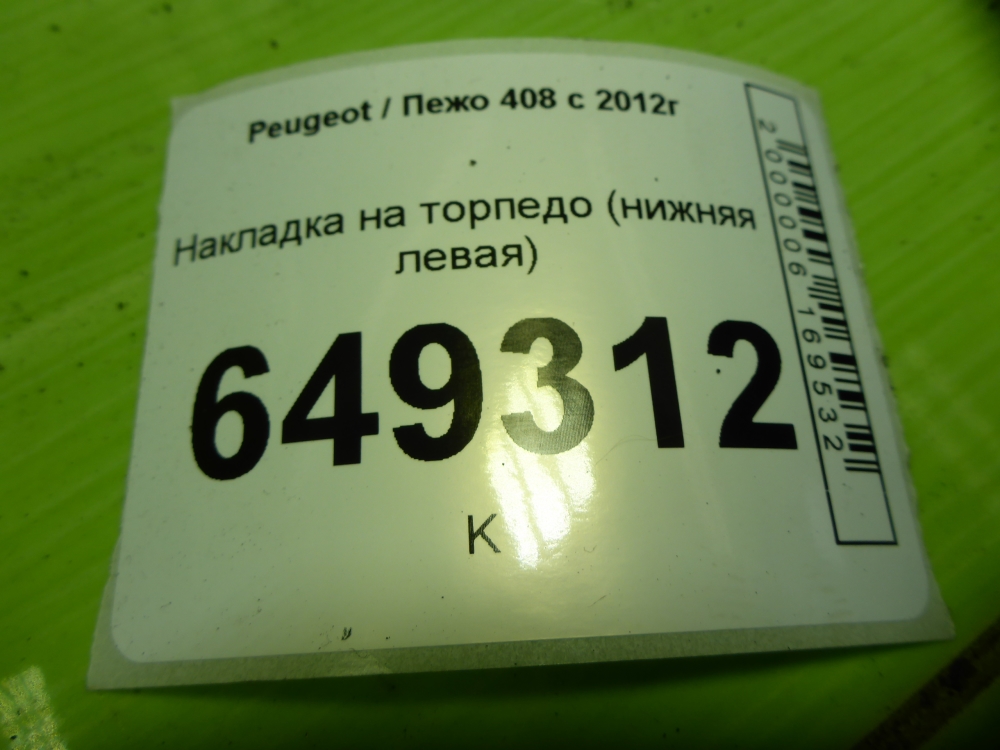 Peugeot / Пежо 408 с 2012г
Накладка на торпедо (нижняя
левая)
649312
К
2000006169532